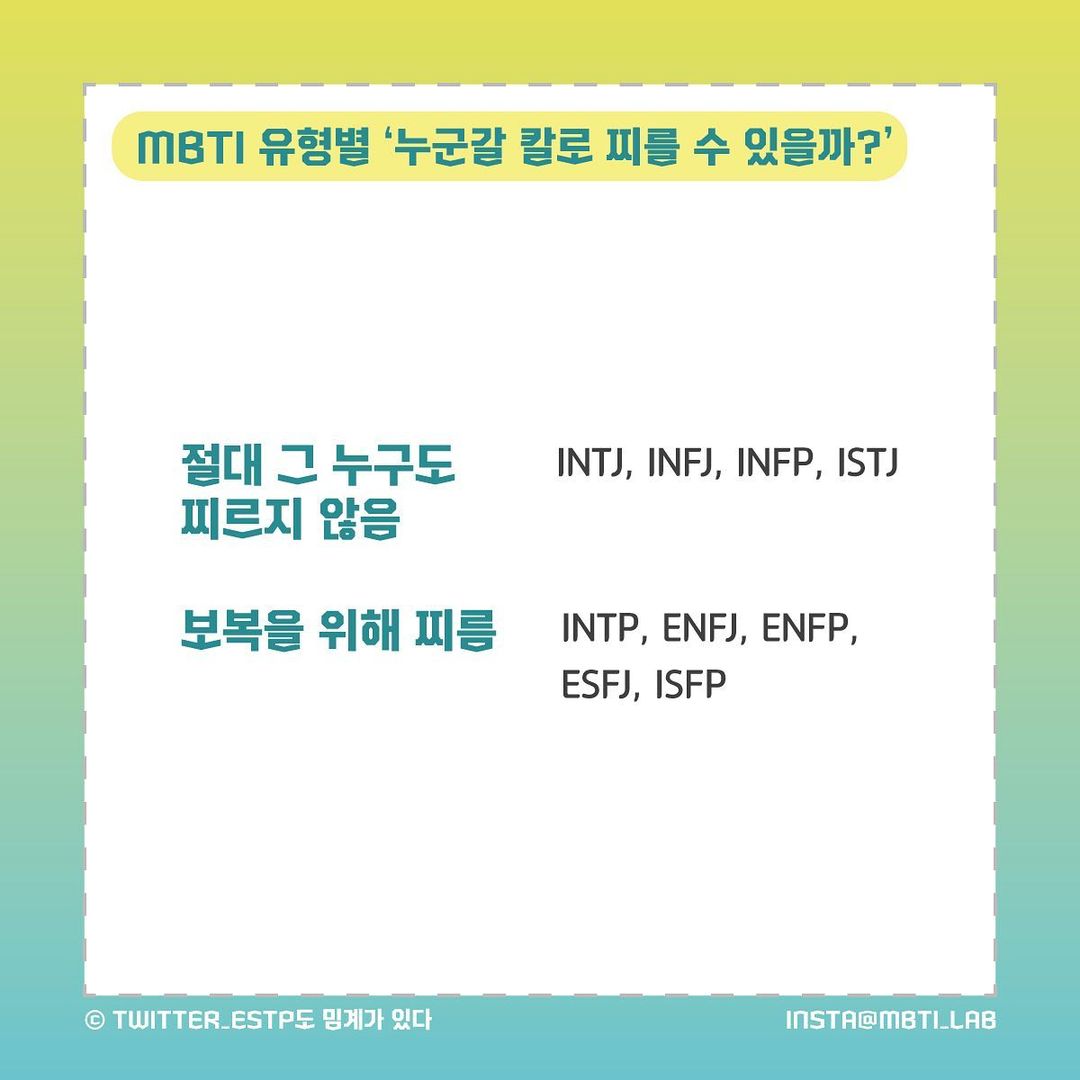 MBTI 유형별 ‘누군갈 칼로 찌를 수 있을까?’
절대 그 누구도
찌르지 않음
INTJ, INFJ, INFP, ISTJ
보복을 위해 찌름
INTP, ENFJ, ENFP,
ESFJ, ISFP
© TWITTER_ESTP도 밈계가 있다
INSTA@MBTI_LAB